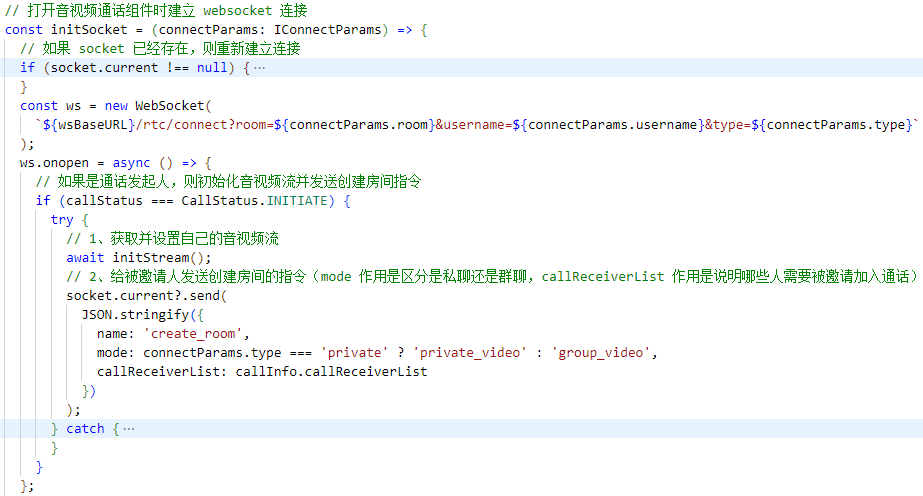 // 打开音视频通话组件时建立 websocket 连接
const initSocket = (connectParams: IConnectParams) => {
  // 如果 socket 已经存在，则重新建立连接
  if (socket.current !== null) {···
  }
  const ws = new WebSocket(
    `${wsBaseURL}/rtc/connect?room=${connectParams.room}&username=${connectParams.username}&type=${connectParams.type}`
  );
  ws.onopen = async () => {
    // 如果是通话发起人，则初始化音视频流并发送创建房间指令
    if (callStatus === CallStatus.INITIATE) {
      try {
        // 1、获取并设置自己的音视频流
        await initStream();
        // 2、给被邀请人发送创建房间的指令（mode 作用是区分是私聊还是群聊，callReceiverList 作用是说明哪些人需要被邀请加入通话）
        socket.current?.send(
          JSON.stringify({
            name: 'create_room',
            mode: connectParams.type === 'private' ? 'private_video' : 'group_video',
            callReceiverList: callInfo.callReceiverList
          })
        );
      } catch {···
      }
    }
  };